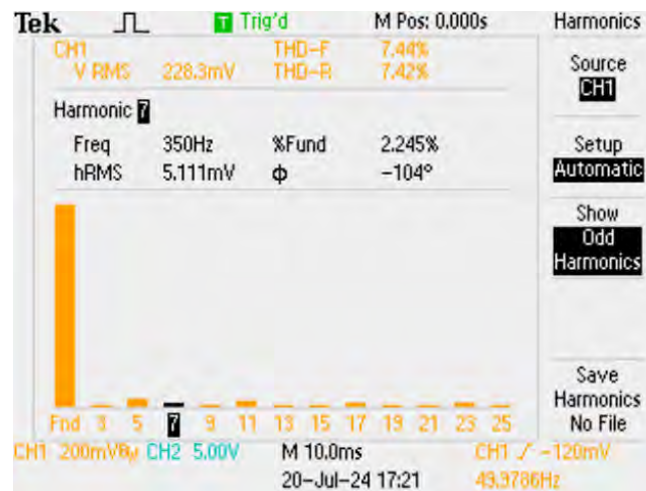 Tek T Trig'd M Pos: 0.000s Harmonics
CH1 THD-F 7.44%
V RMS 228.3mV THD-R 7.42%
Source
CH1
Harmonic 7
Freq 350Hz %Fund 2.245%
hRMS 5.111mV ϕ -104º
Setup
Automatic
Show
Odd
Harmonics
Save
Harmonics
No File
Fnd 3 5 7 9 11 13 15 17 19 21 23 25
CH1 200mV CH2 5.00V M 10.0ms CH1 -120mV
20-Jul-24 17:21 49.9786Hz